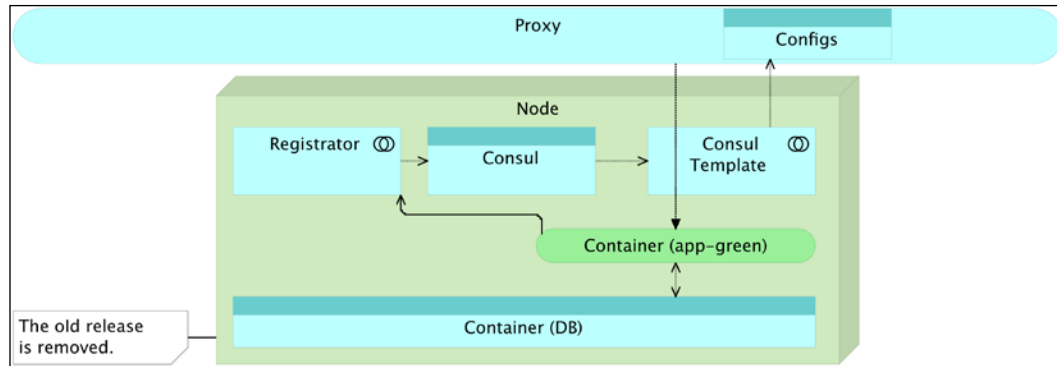 Proxy
Configs
Node
Registrator
Consul
Consul
Template
Container (app-green)
Container (DB)
The old release
is removed.